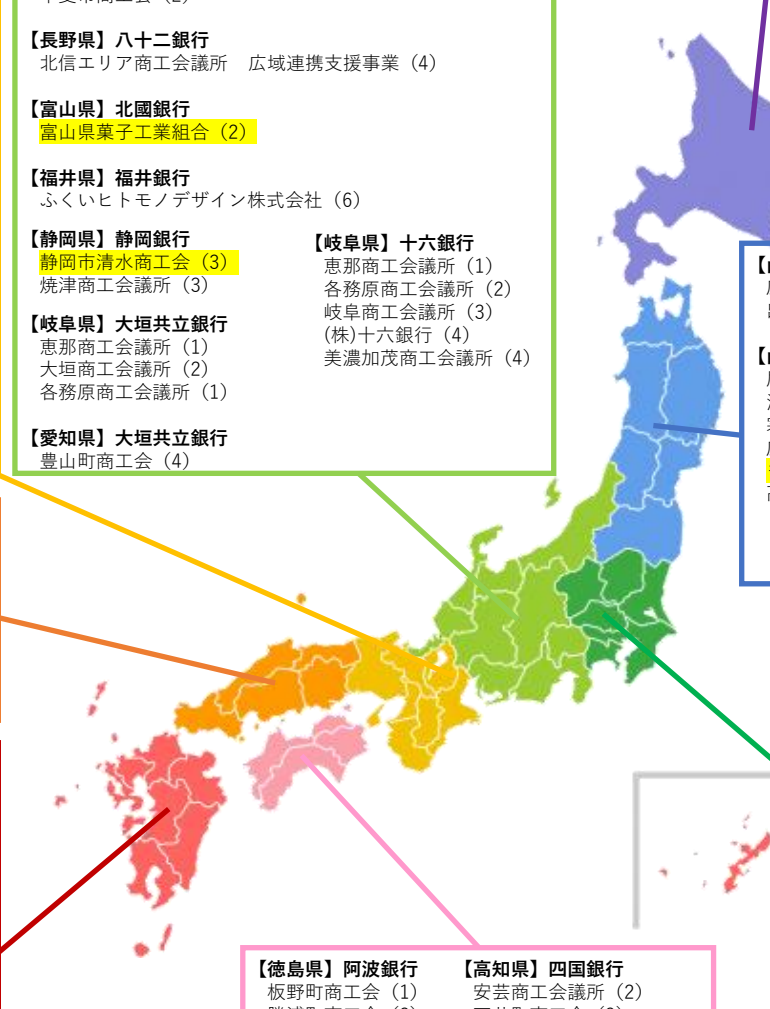 【長野県】八十二銀行
北信エリア商工会議所　広域連携支援事業（4）
【富山県】北國銀行
富山県菓子工業組合（2）
【福井県】福井銀行
ふくいヒトモノデザイン株式会社（6）
【静岡県】静岡銀行
静岡市清水商工会（3）
焼津商工会議所（3）
【岐阜県】大垣共立銀行
恵那商工会議所（1）
大垣商工会議所（2）
各務原商工会議所（1）
【愛知県】大垣共立銀行
豊山町商工会（4）
【岐阜県】十六銀行
恵那商工会議所（1）
各務原商工会議所（2）
岐阜商工会議所（3）
(株)十六銀行（4）
美濃加茂商工会議所（4）
【徳島県】阿波銀行
板野町商工会（1）
【高知県】四国銀行
安芸商工会議所（2）